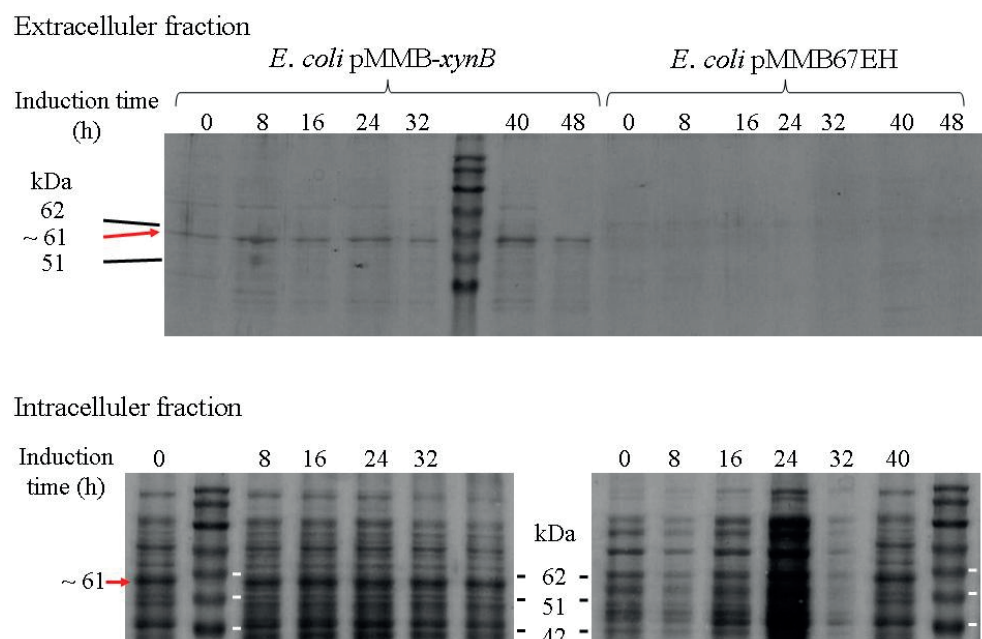 Extracelluler fraction
E. coli pMMB-xynB E. coli pMMB67EH
Induction time
(h)
0 8 16 24 32 40 48 0 8 16 24 32 40 48
kDa
62
~ 61
51
Intracelluler fraction
Induction
time (h)
0 8 16 24 32 0 8 16 24 32 40
kDa
~ 61
62
51
42